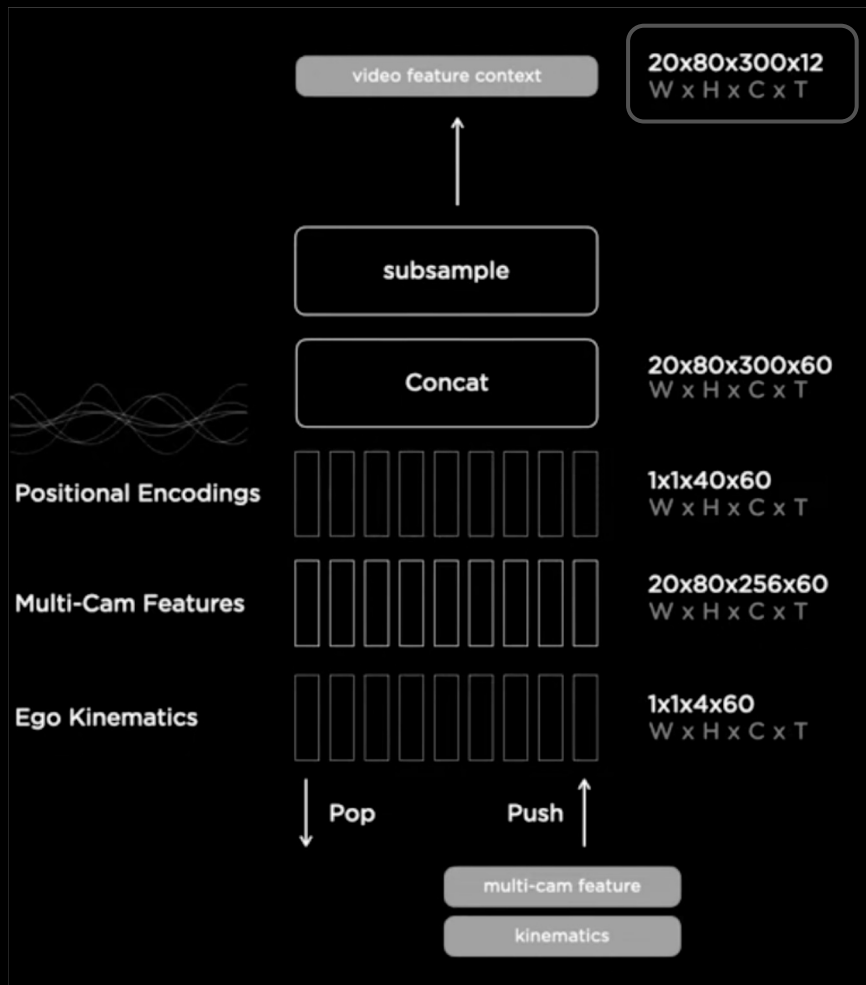 video feature context
20x80x300x12
W x H x C x T
subsample
Concat
20x80x300x60
W x H x C x T
Positional Encodings
1x1x40x60
W x H x C x T
Multi-Cam Features
20x80x256x60
W x H x C x T
Ego Kinematics
1x1x4x60
W x H x C x T
Pop
Push
multi-cam feature
kinematics